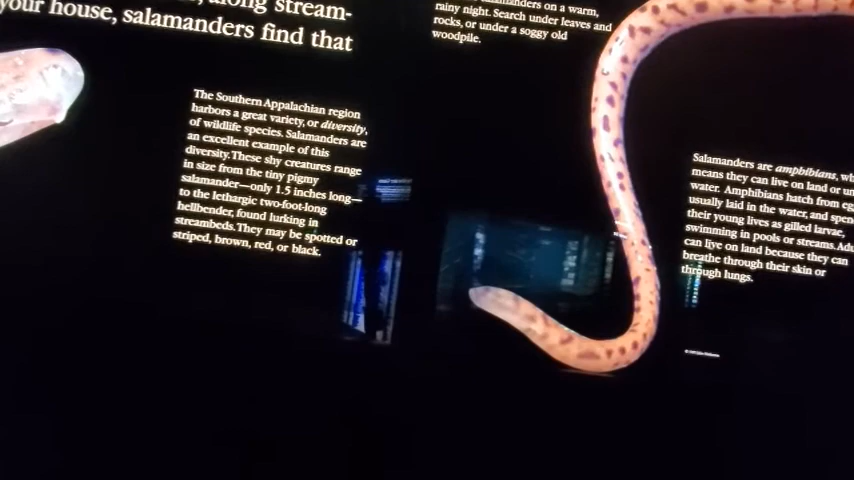 along stream-
your house, salamanders find that
on a warm,
rainy night. Search under leaves and
rocks, or under a soggy old
woodpile.
The Southern Appalachian region
harbors a great variety, or diversity,
of wildlife species. Salamanders are
an excellent example of this
diversity. These shy creatures range
in size from the tiny pigmy
salamander—only 1.5 inches long—
to the lethargic two-foot-long
hellbender, found lurking in
streambeds. They may be spotted or
striped, brown, red, or black.
Salamanders are amphibians, wh
means they can live on land or un
water. Amphibians hatch from eg
usually laid in the water, and spen
their young lives as gilled larvae,
swimming in pools or streams. Adu
can live on land because they can
breathe through their skin or
through lungs.